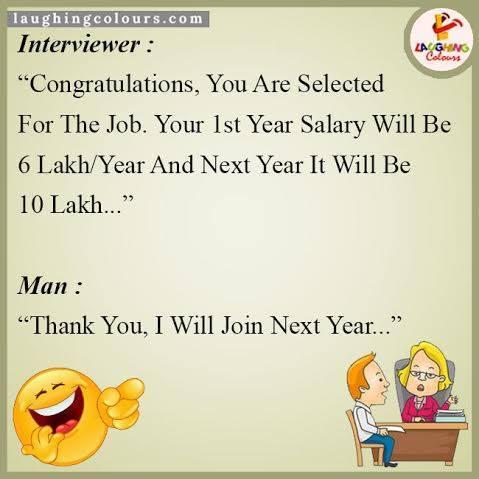 laughingcolours.com
Interviewer :
“Congratulations, You Are Selected
For The Job. Your 1st Year Salary Will Be
6 Lakh/Year And Next Year It Will Be
10 Lakh...”
Man :
“Thank You, I Will Join Next Year...”
LAUGHING
Colours